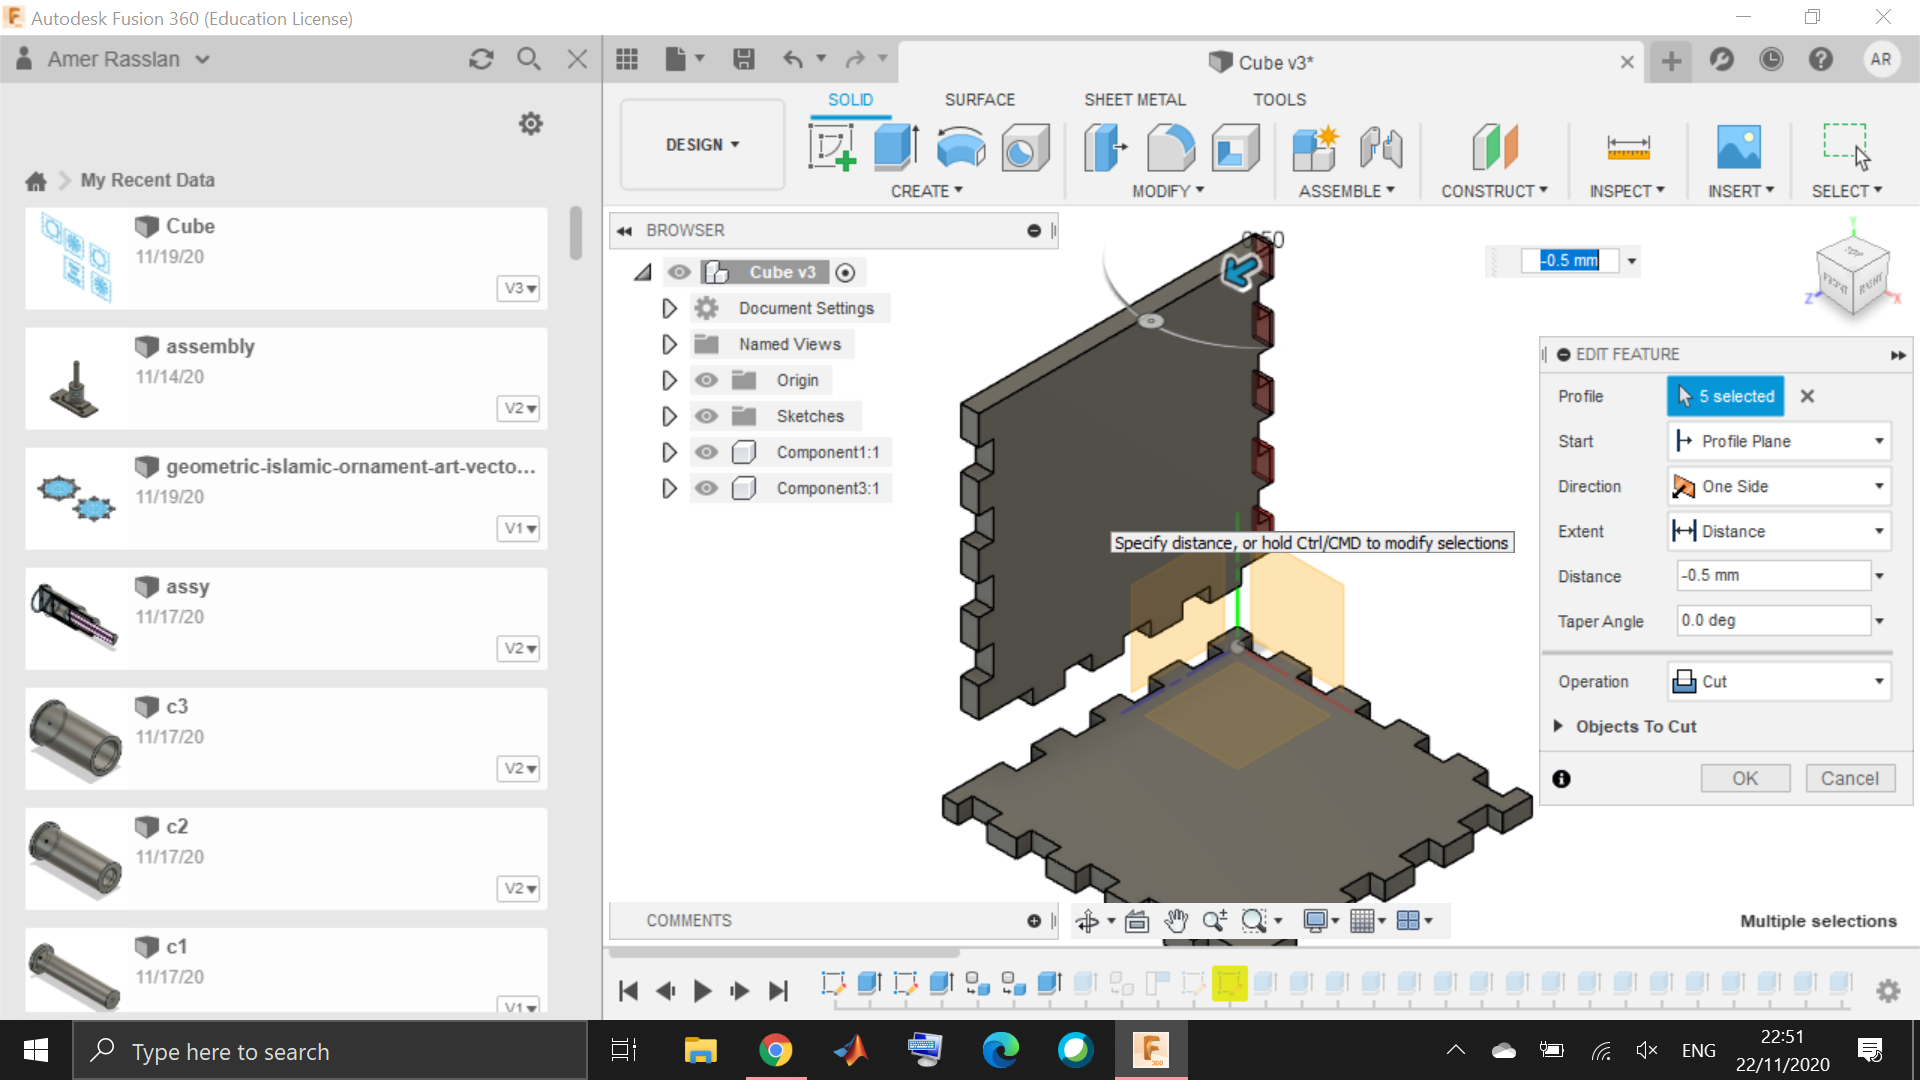 Autodesk Fusion 360 (Education License)
Amer Rasslan
Cube v3*
AR
SOLID
SURFACE
SHEET METAL
TOOLS
DESIGN
CREATE
MODIFY
ASSEMBLE
CONSTRUCT
INSPECT
INSERT
SELECT
My Recent Data
Cube
11/19/20
V3
assembly
11/14/20
V2
geometric-islamic-ornament-art-vecto...
11/19/20
V1
assy
11/17/20
V2
c3
11/17/20
V2
c2
11/17/20
V2
c1
11/17/20
V1
BROWSER
Cube v3
Document Settings
Named Views
Origin
Sketches
Component1:1
Component3:1
0.50
-0.5 mm
Y
TOP
FRONT
RIGHT
Z
X
Specify distance, or hold Ctrl/CMD to modify selections
EDIT FEATURE
Profile
5 selected
Start
Profile Plane
Direction
One Side
Extent
Distance
Distance
-0.5 mm
Taper Angle
0.0 deg
Operation
Cut
Objects To Cut
OK
Cancel
COMMENTS
Multiple selections
Type here to search
ENG
22:51
22/11/2020